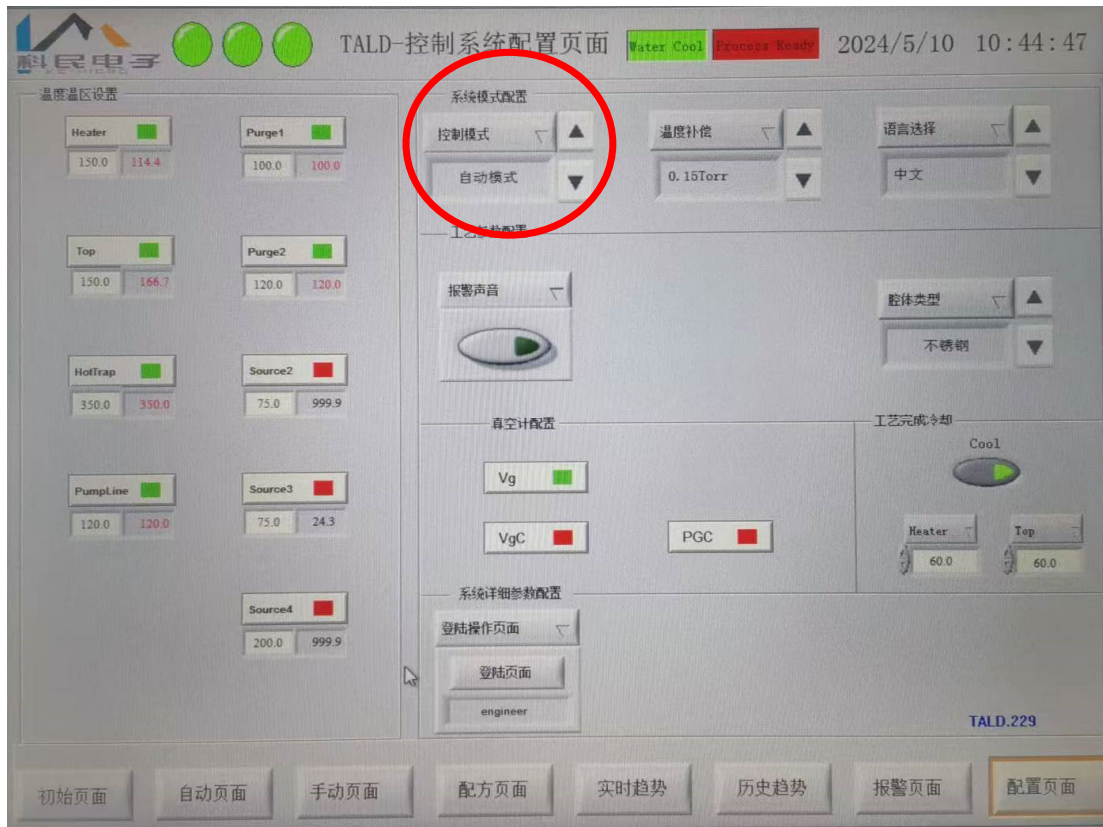 科民电子
TALD-控制系统配置页面
Water Cool
Process Ready
2024/5/10 10:44:47
温度温区设置
Heater
150.0 114.4
Purge1
100.0 100.0
Top
150.0 166.7
Purge2
120.0 120.0
HotTrap
350.0 350.0
Source2
75.0 999.9
PumpLine
120.0 120.0
Source3
75.0 24.3
Source4
200.0 999.9
系统模式配置
控制模式
自动模式
温度补偿
0.15Torr
语言选择
中文
工艺参数配置
报警声音
腔体类型
不锈钢
真空计配置
Vg
VgC
PGC
工艺完成冷却
Cool
Heater
60.0
Top
60.0
系统详细参数配置
登陆操作页面
登陆页面
engineer
TALD.229
初始页面
自动页面
手动页面
配方页面
实时趋势
历史趋势
报警页面
配置页面